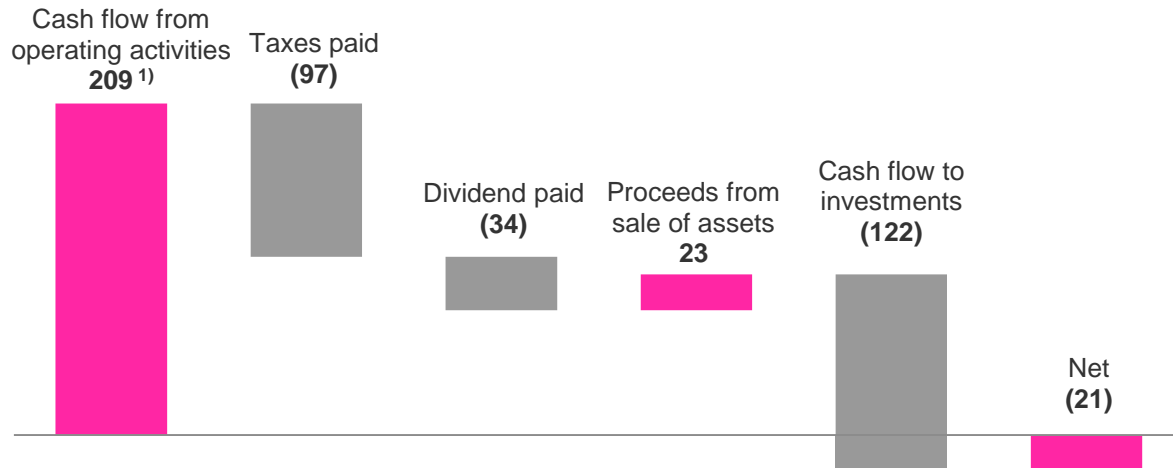 Cash flow from
operating activities
209 1)
Taxes paid
(97)
Dividend paid
(34)
Proceeds from
sale of assets
23
Cash flow to
investments
(122)
Net
(21)